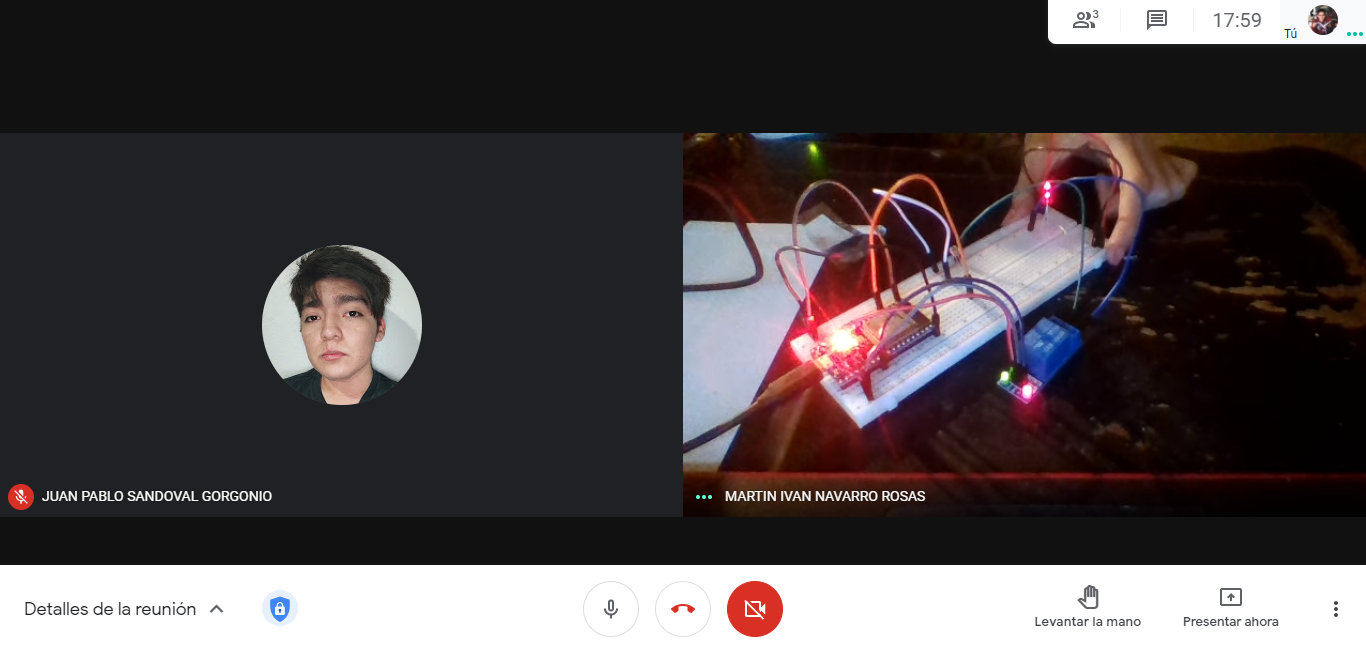 3
17:59
Tú
JUAN PABLO SANDOVAL GORGONIO
MARTIN IVAN NAVARRO ROSAS
Detalles de la reunión
Levantar la mano
Presentar ahora